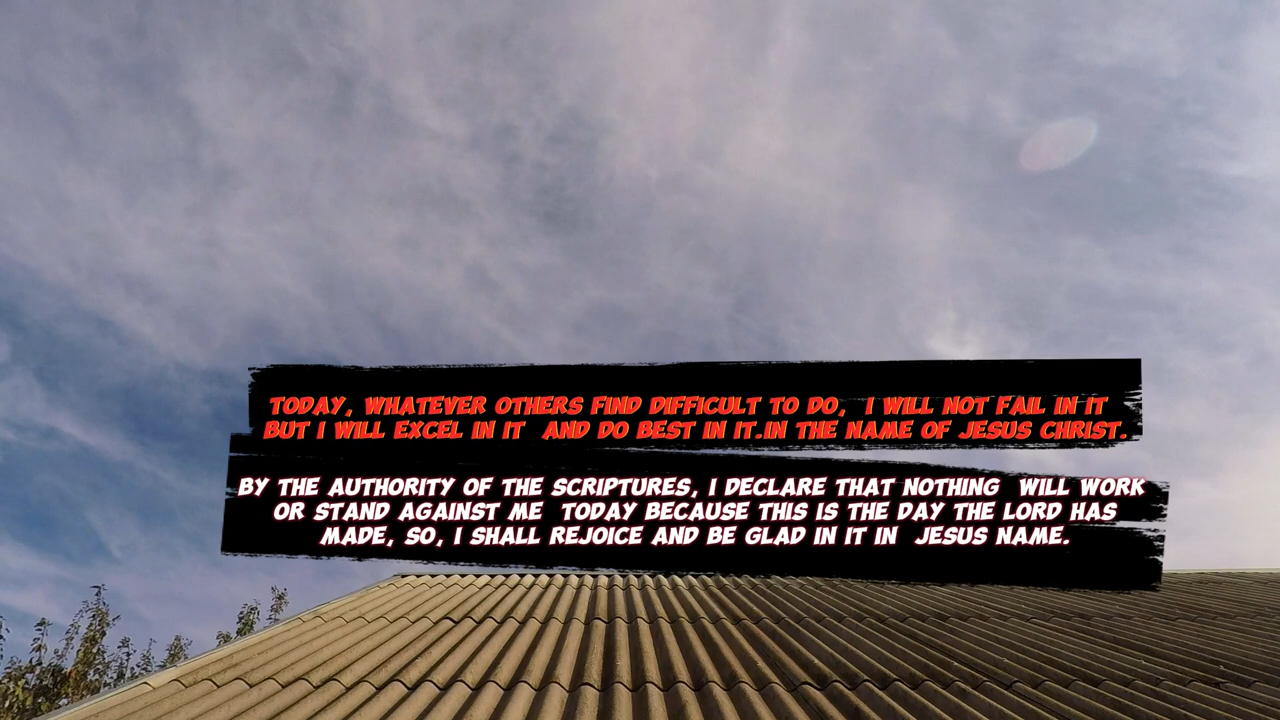 TODAY, WHATEVER OTHERS FIND DIFFICULT TO DO,  I WILL NOT FAIL IN IT
BUT I WILL EXCEL IN IT  AND DO BEST IN IT.IN THE NAME OF JESUS CHRIST.
BY THE AUTHORITY OF THE SCRIPTURES, I DECLARE THAT NOTHING  WILL WORK
OR STAND AGAINST ME  TODAY BECAUSE THIS IS THE DAY THE LORD HAS
MADE, SO, I SHALL REJOICE AND BE GLAD IN IT IN  JESUS NAME.